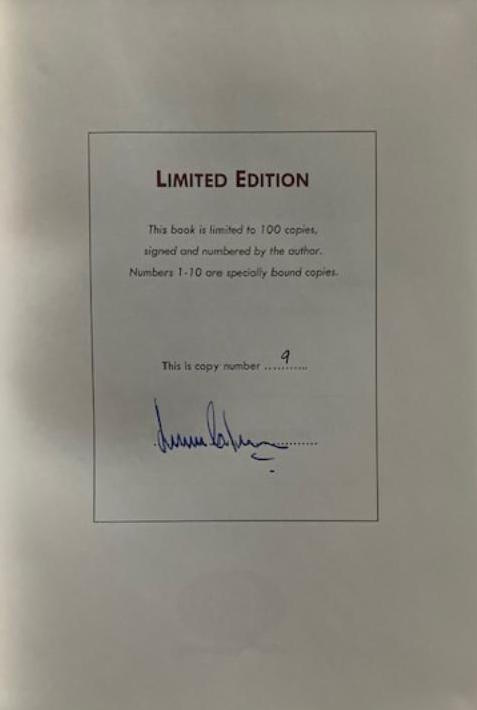 LIMITED EDITION
This book is limited to 100 copies,
signed and numbered by the author.
Numbers 1-10 are specially bound copies.
This is copy number ...........
9